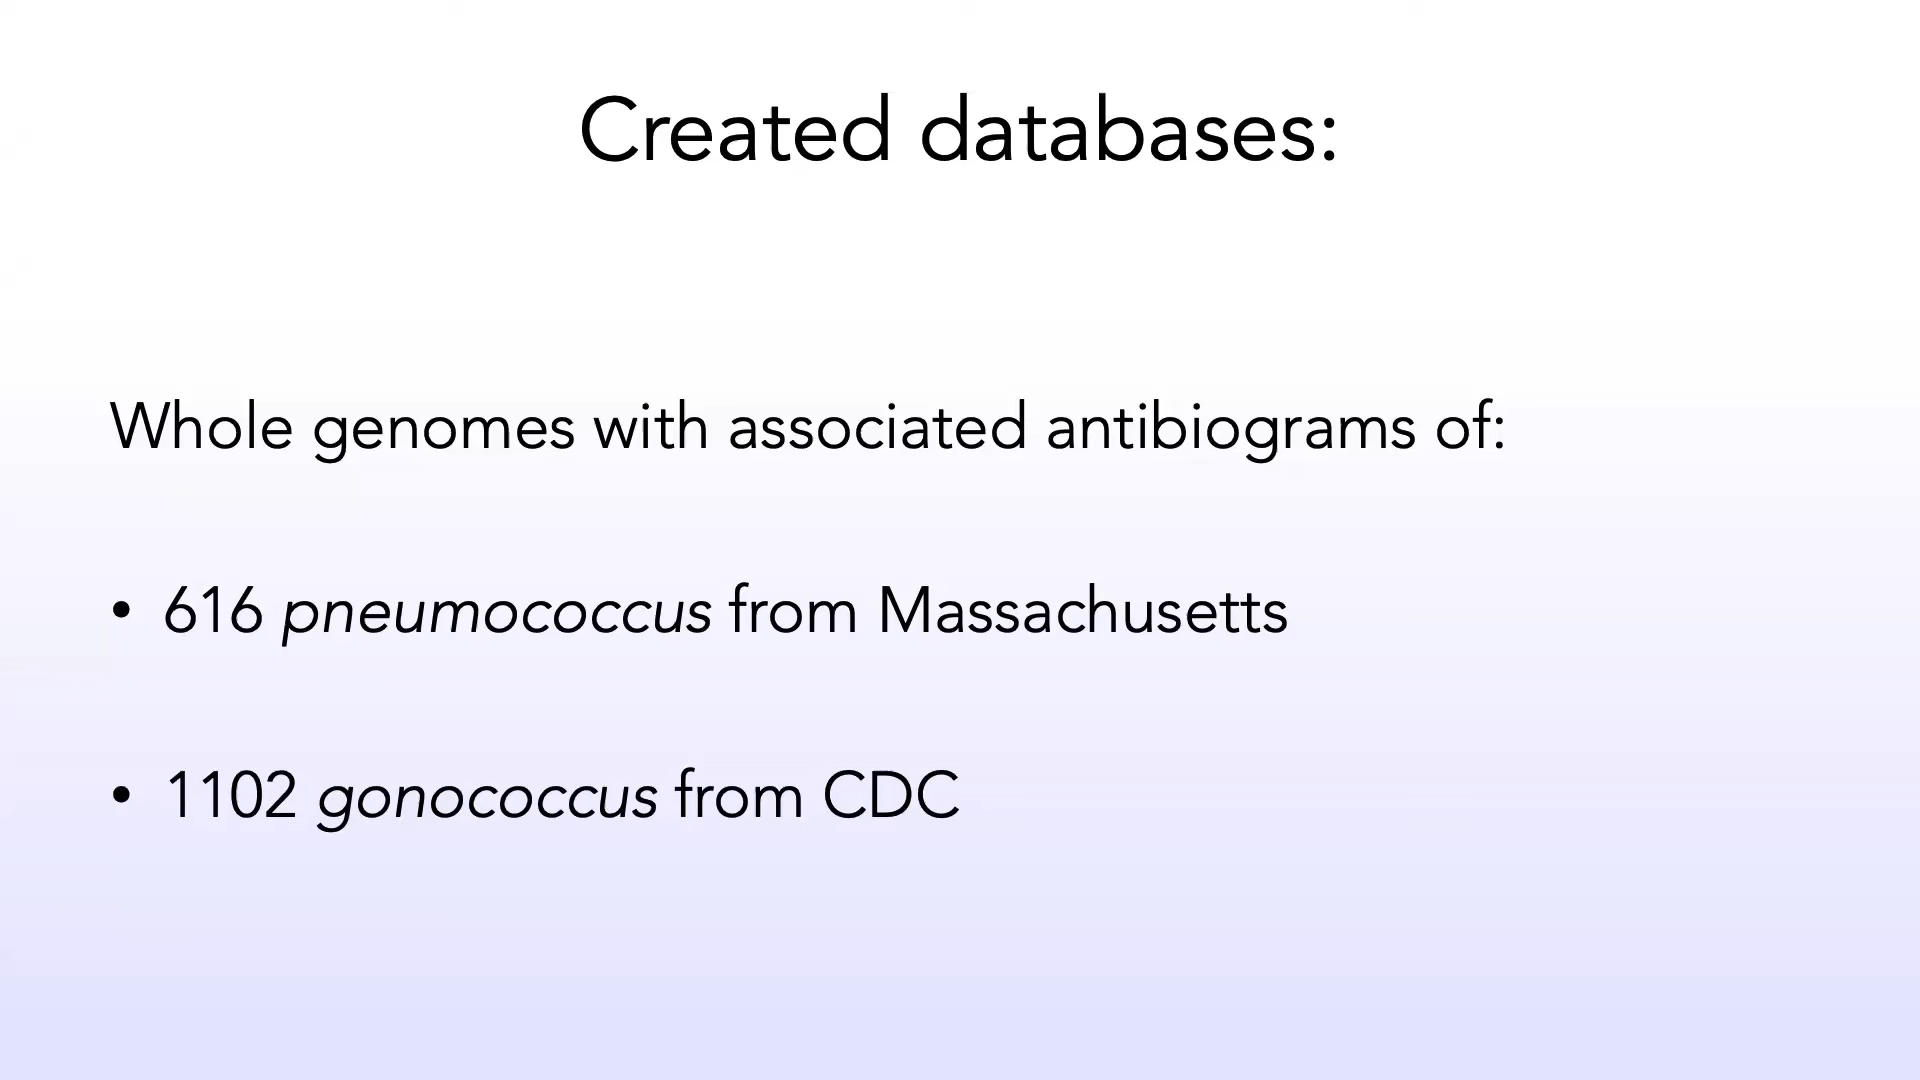 Created databases:
Whole genomes with associated antibiograms of:
• 616 pneumococcus from Massachusetts
• 1102 gonococcus from CDC